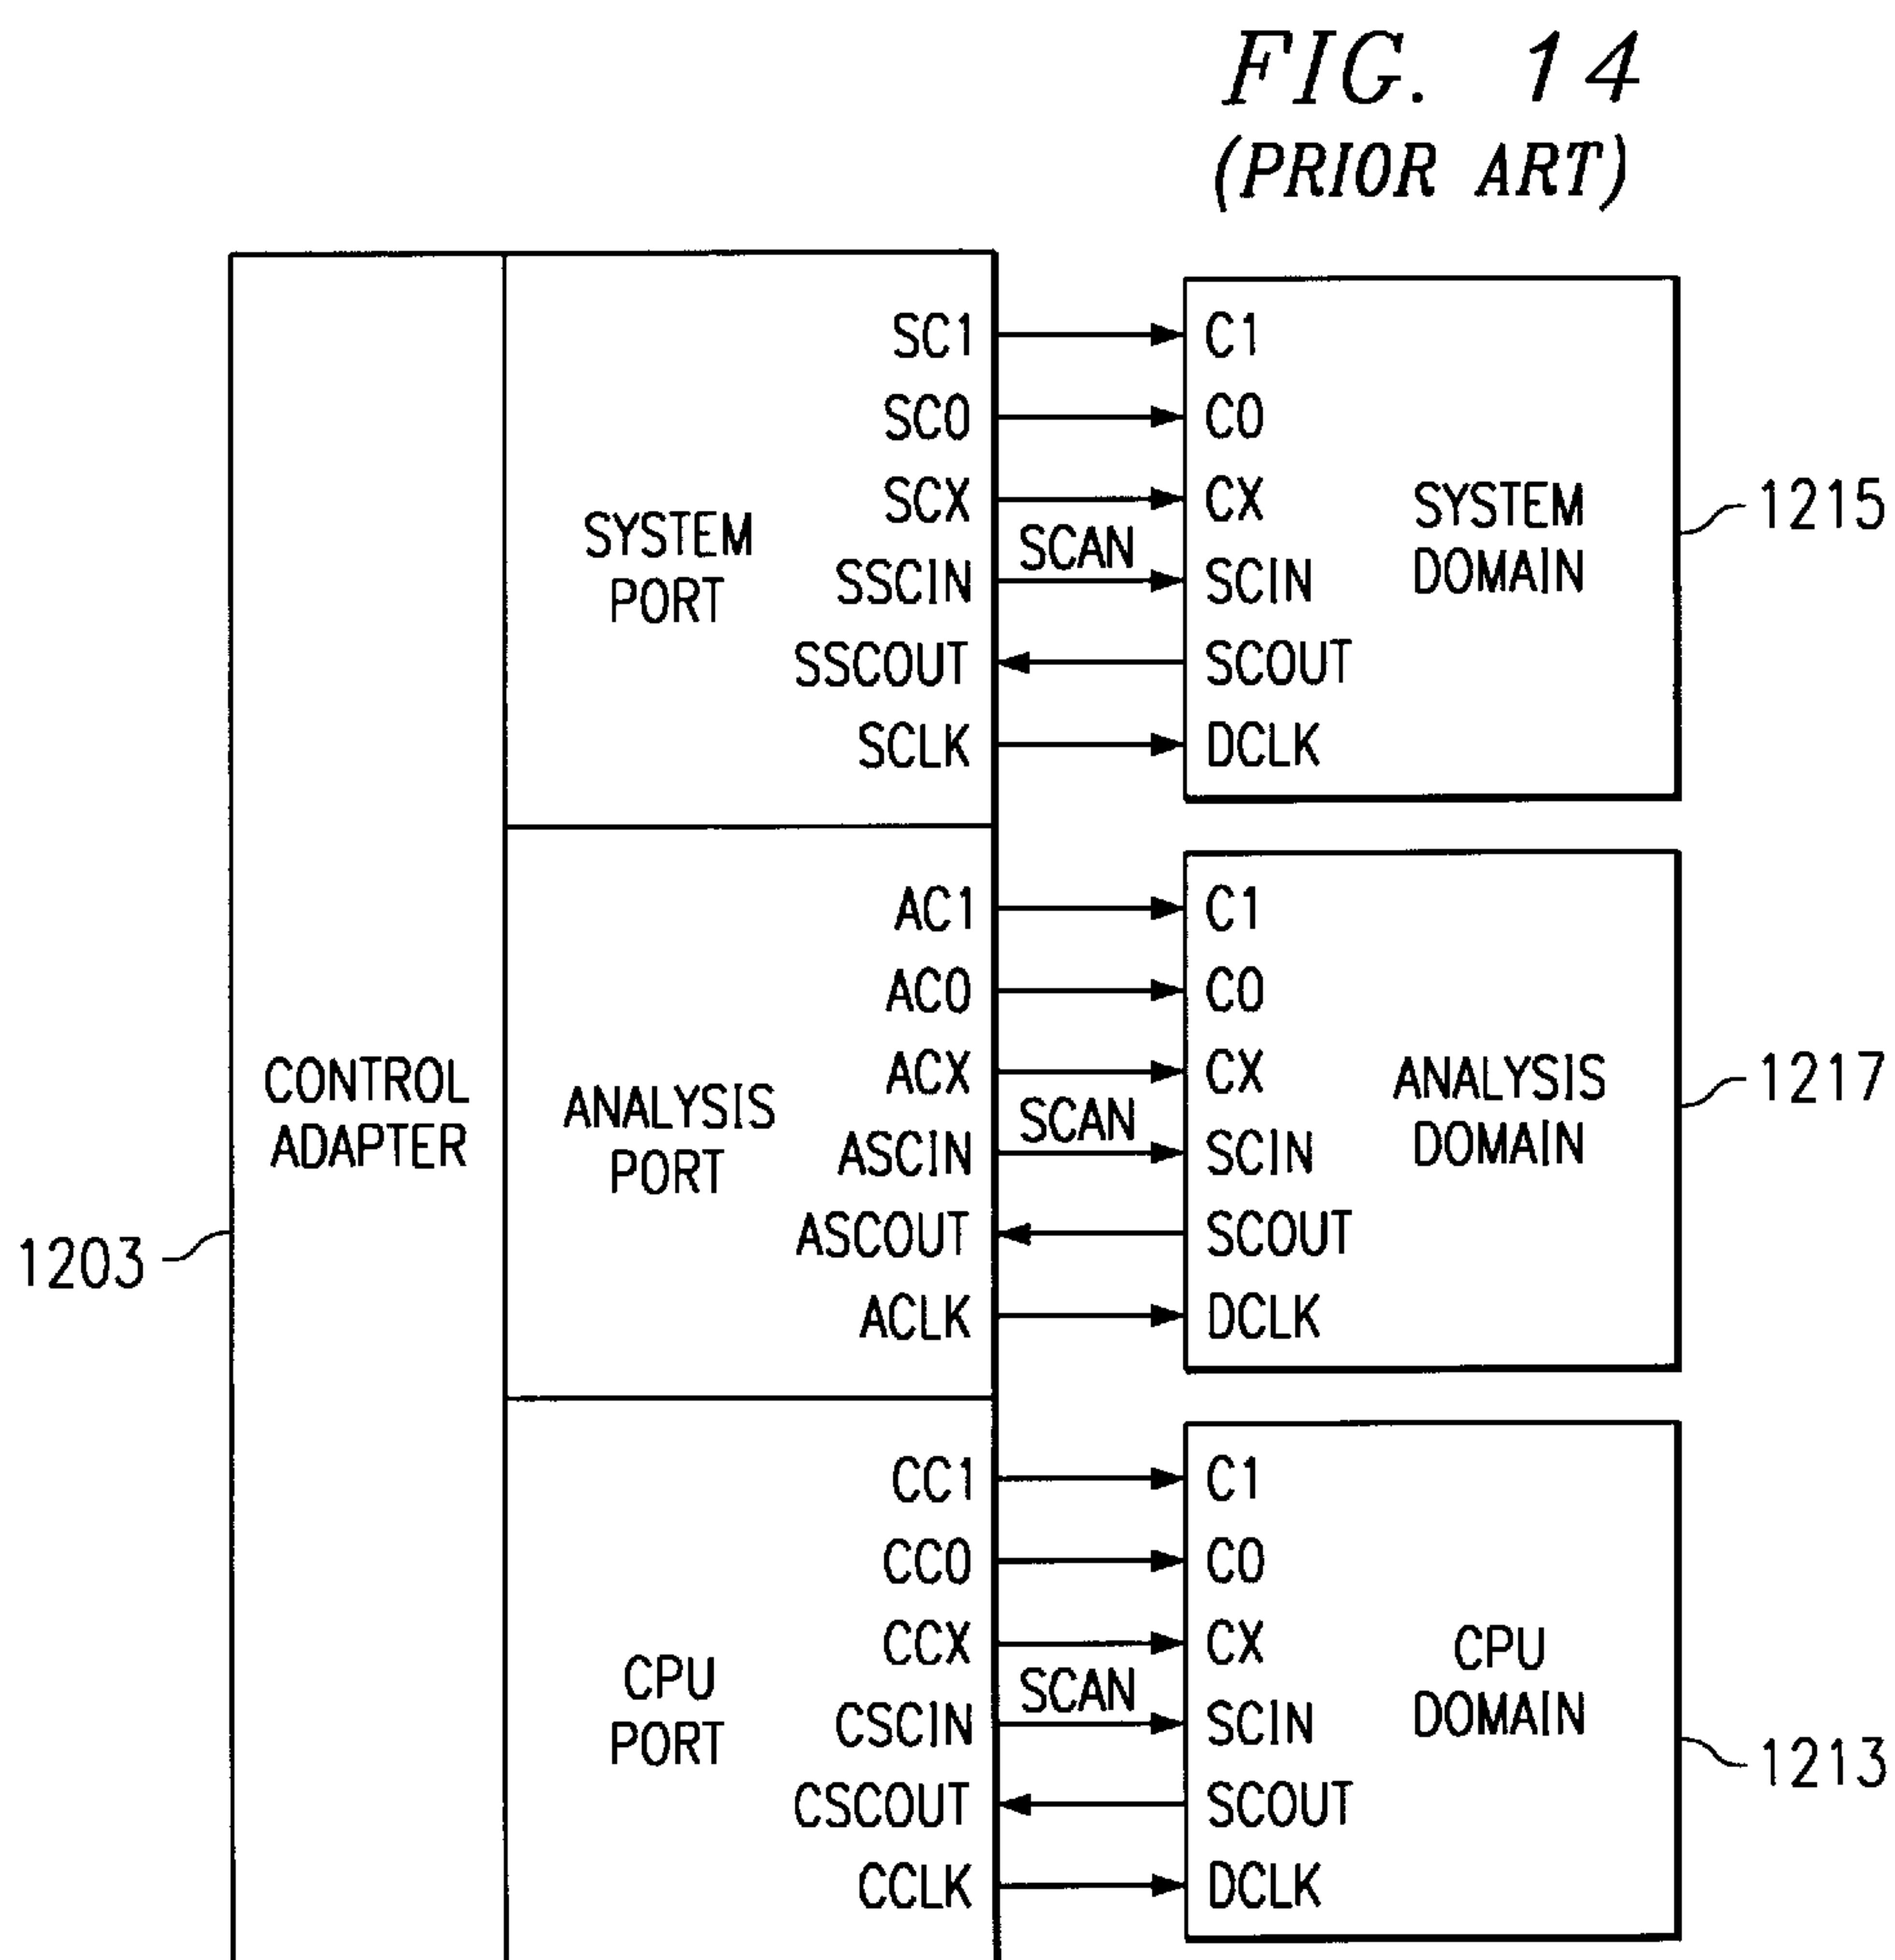 FIG. 14
(PRIOR ART)
SC1 C1
SC0 C0
SCX CX
SYSTEM PORT
SCAN
SYSTEM DOMAIN
1215
SSCIN SCIN
SSCOUT SCOUT
SCLK DCLK
AC1 C1
AC0 C0
ACX CX
CONTROL ADAPTER
ANALYSIS PORT
SCAN
ANALYSIS DOMAIN
1217
ASCIN SCIN
ASCOUT SCOUT
1203
ACLK DCLK
CC1 C1
CC0 C0
CCX CX
CPU PORT
SCAN
CPU DOMAIN
CSCIN SCIN
1213
CSCOUT SCOUT
CCLK DCLK